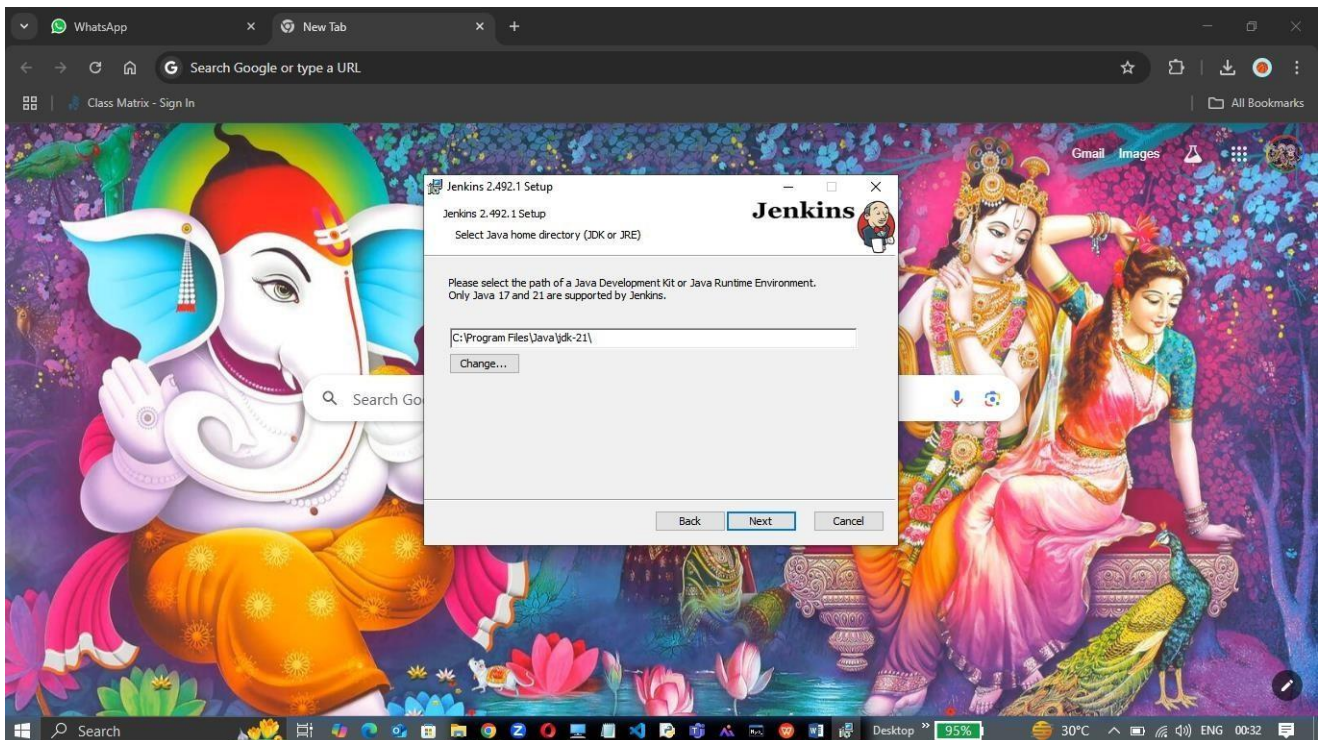 WhatsApp
New Tab
Search Google or type a URL
Class Matrix - Sign In
All Bookmarks
Gmail Images
Jenkins 2.492.1 Setup
Jenkins 2.492.1 Setup
Jenkins
Select Java home directory (JDK or JRE)
Please select the path of a Java Development Kit or Java Runtime Environment.
Only Java 17 and 21 are supported by Jenkins.
C:\Program Files\Java\jdk-21\
Change...
Search Go
Back Next Cancel
Search
Desktop
95%
30°C
ENG 00:32